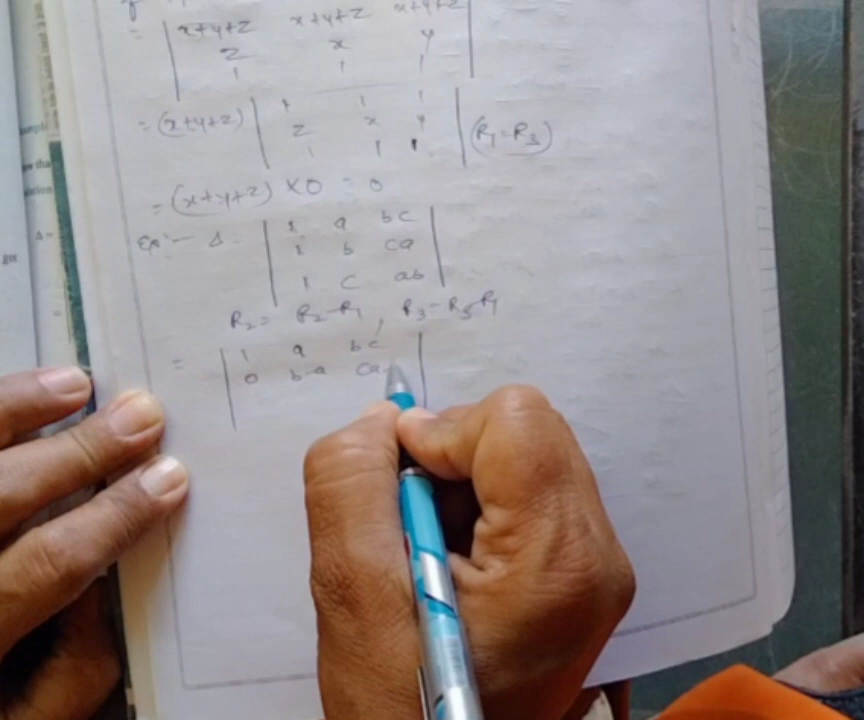 = | x+y+z x+y+z x+y+z |
z x y
1 1 1
= (x+y+z) | 1 1 1 | (R1=R3)
z x y
1 1 1
= (x+y+z) x0 = 0
Ex:- Δ = | 1 a bc |
1 b ca
1 c ab
R2 = R2-R1, R3-R3-R1
= | 1 a bc |
0 b-a ca-